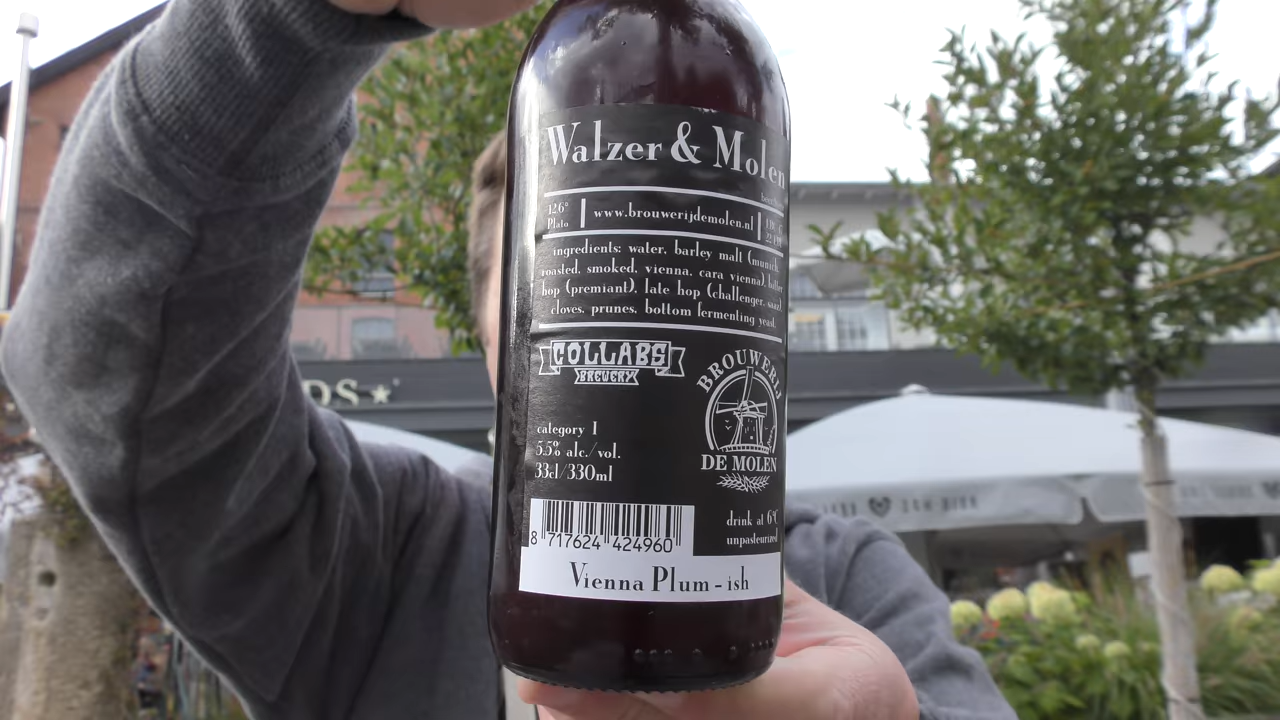 Walzer & Molen
12.6°
Plato
www.brouwerijdemolen.nl
ingredients: water, barley malt (munich,
roasted, smoked, vienna, cara vienna), bitter
hop (premiant), late hop (challenger, saaz),
cloves, prunes, bottom fermenting yeast.
COLLABS
BREWERY
BROUWERIJ
DE MOLEN
category I
5.5% alc./vol.
33cl/330ml
drink at 6°C
unpasteurized
8 717624 424960
Vienna Plum-ish
DS